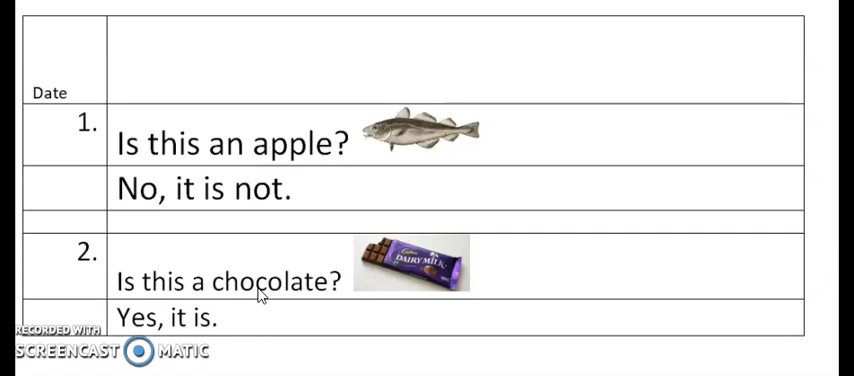 Date
1.
Is this an apple?
No, it is not.
2.
Cadbury
DAIRY MILK
Is this a chocolate?
Yes, it is.
RECORDED WITH
SCREENCAST MATIC